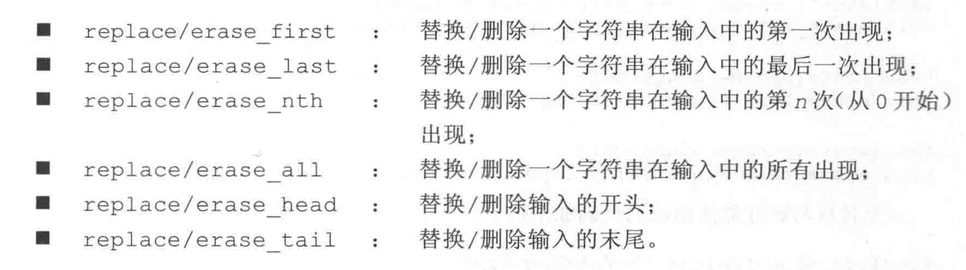 ■ replace/erase_first : 替换/删除一个字符串在输入中的第一次出现;
■ replace/erase_last : 替换/删除一个字符串在输入中的最后一次出现;
■ replace/erase_nth : 替换/删除一个字符串在输入中的第n次(从0开始)
出现;
■ replace/erase_all : 替换/删除一个字符串在输入中的所有出现;
■ replace/erase_head : 替换/删除输入的开头;
■ replace/erase_tail : 替换/删除输入的末尾。